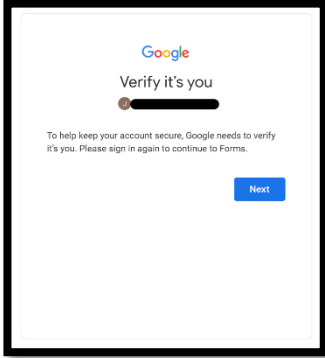 Google
Verify it's you
J
To help keep your account secure, Google needs to verify
it's you. Please sign in again to continue to Forms.
Next